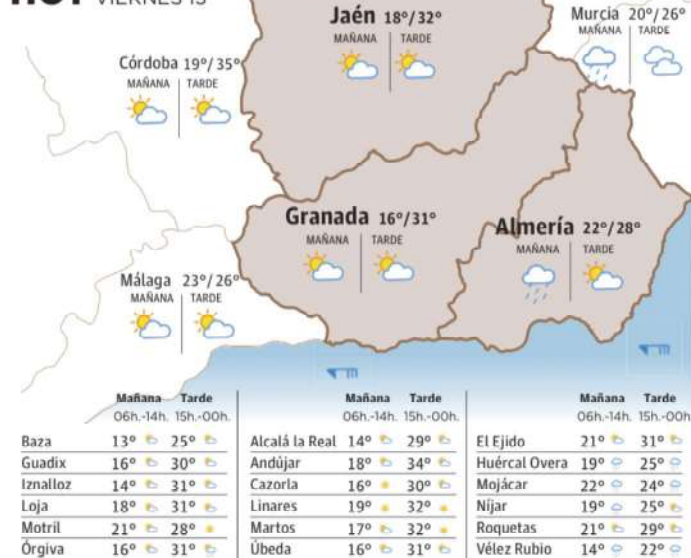 VIERNES 15
Jaén 18º/32º
MAÑANA TARDE
Murcia 20º/26º
MAÑANA TARDE
Córdoba 19º/35º
MAÑANA TARDE
Granada 16º/31º
MAÑANA TARDE
Almería 22º/28º
MAÑANA TARDE
Málaga 23º/26º
MAÑANA TARDE
Mañana Tarde
06h.-14h. 15h.-00h.
Baza 13º 25º
Guadix 16º 30º
Iznalloz 14º 31º
Loja 18º 31º
Motril 21º 28º
Órgiva 16º 31º
Mañana Tarde
06h.-14h. 15h.-00h.
Alcalá la Real 14º 29º
Andújar 18º 34º
Cazorla 16º 30º
Linares 19º 32º
Martos 17º 32º
Úbeda 16º 31º
Mañana Tarde
06h.-14h. 15h.-00h.
El Ejido 21º 31º
Huércal Overa 19º 25º
Mojácar 22º 24º
Níjar 19º 25º
Roquetas 21º 29º
Vélez Rubio 14º 22º